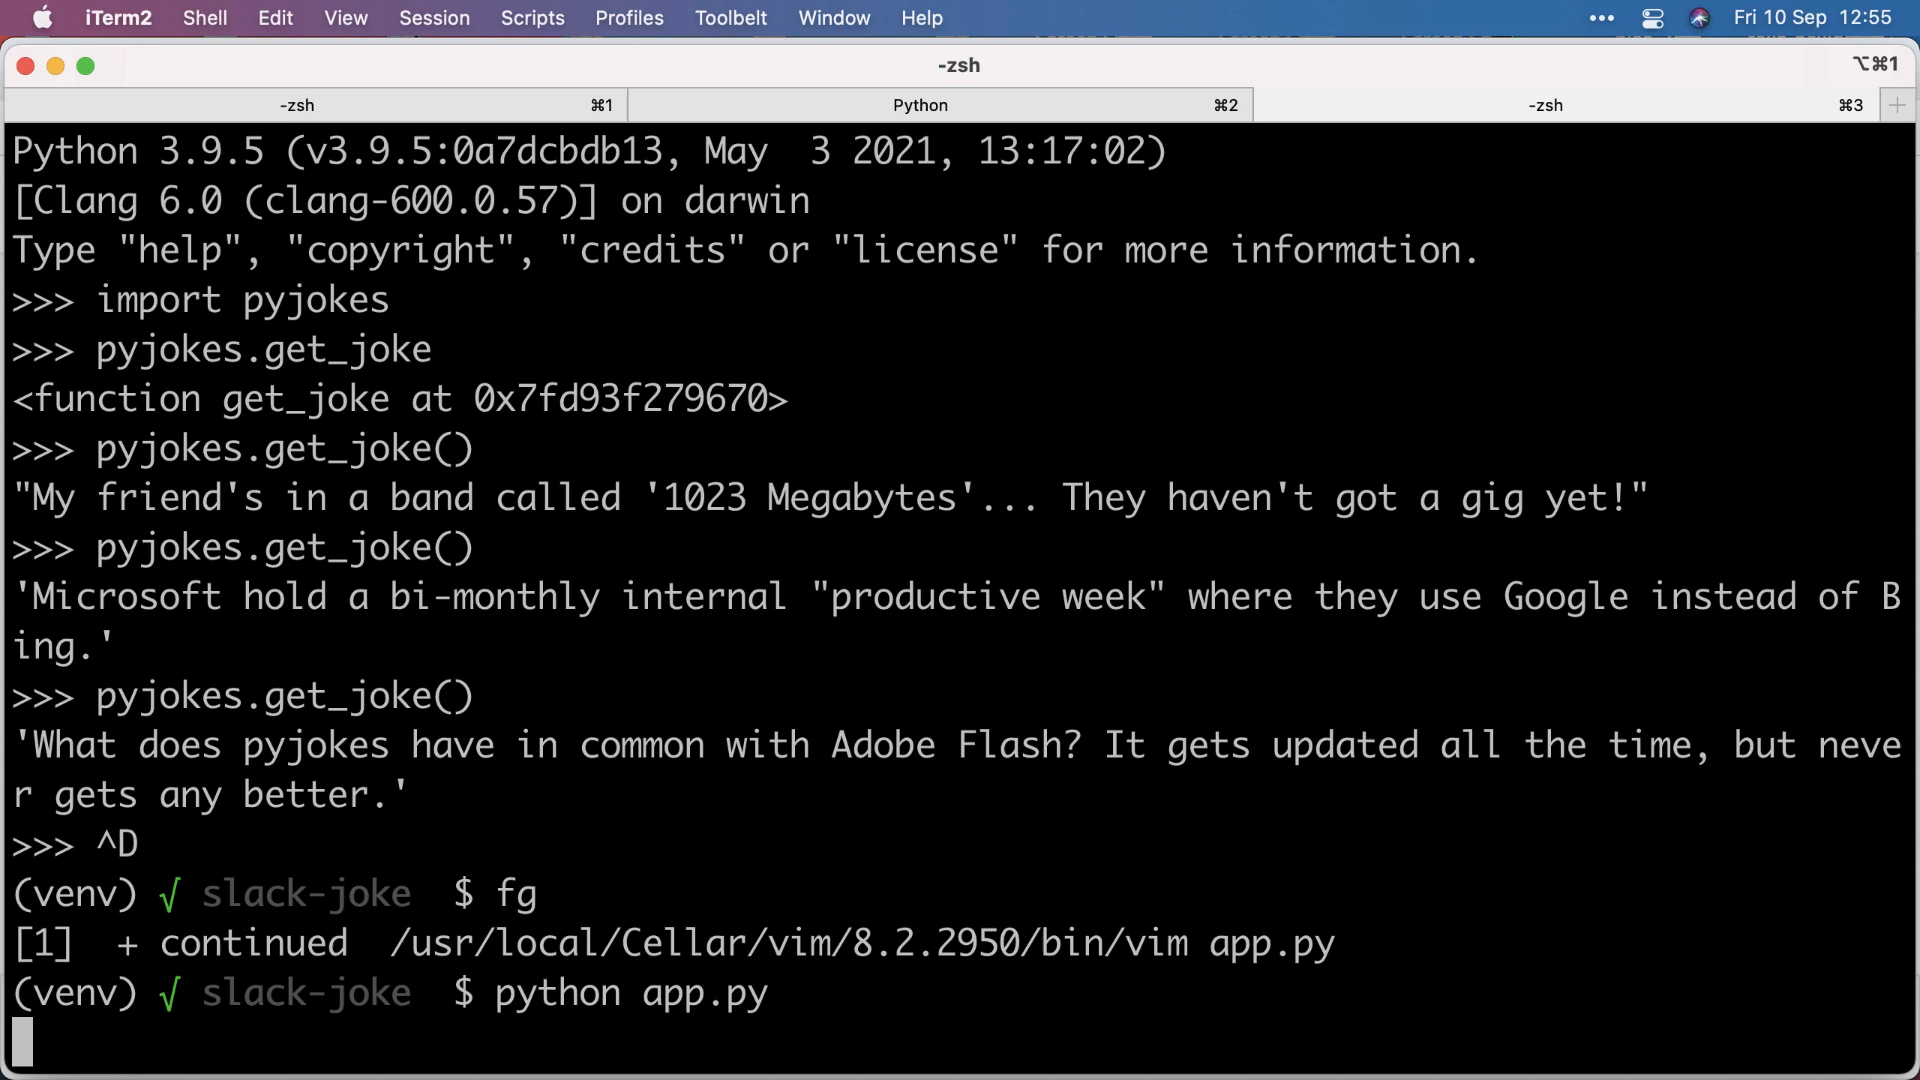 iTerm2 Shell Edit View Session Scripts Profiles Toolbelt Window Help Fri 10 Sep 12:55
-zsh ⌥⌘1
-zsh ⌘1 Python ⌘2 -zsh ⌘3
Python 3.9.5 (v3.9.5:0a7dcbdb13, May  3 2021, 13:17:02)
[Clang 6.0 (clang-600.0.57)] on darwin
Type "help", "copyright", "credits" or "license" for more information.
>>> import pyjokes
>>> pyjokes.get_joke
<function get_joke at 0x7fd93f279670>
>>> pyjokes.get_joke()
"My friend's in a band called '1023 Megabytes'... They haven't got a gig yet!"
>>> pyjokes.get_joke()
'Microsoft hold a bi-monthly internal "productive week" where they use Google instead of B
ing.'
>>> pyjokes.get_joke()
'What does pyjokes have in common with Adobe Flash? It gets updated all the time, but neve
r gets any better.'
>>> ^D
(venv) √ slack-joke  $ fg
[1]  + continued  /usr/local/Cellar/vim/8.2.2950/bin/vim app.py
(venv) √ slack-joke  $ python app.py